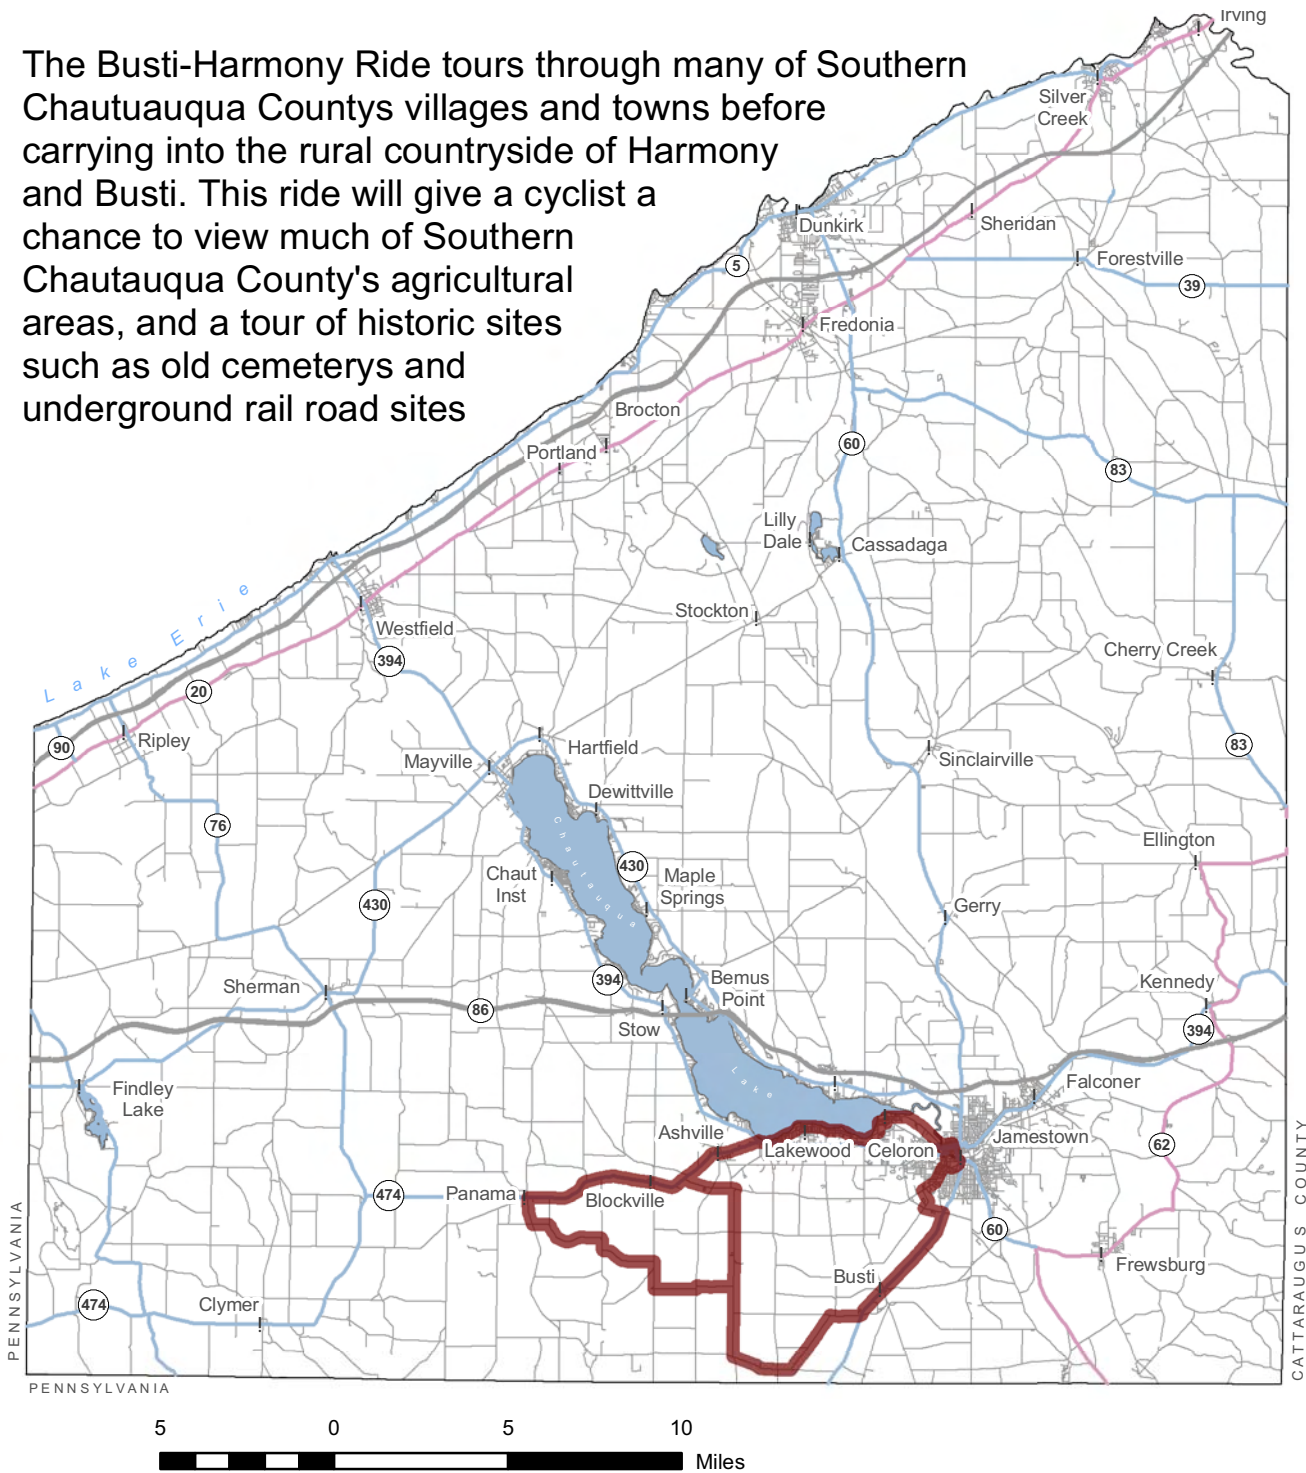 Irving
The Busti-Harmony Ride tours through many of Southern
Chautuauqua Countys villages and towns before
carrying into the rural countryside of Harmony
and Busti. This ride will give a cyclist a
chance to view much of Southern
Chautauqua County's agricultural
areas, and a tour of historic sites
such as old cemeterys and
underground rail road sites
Silver
Creek
Dunkirk
Sheridan
5
Forestville
39
Fredonia
Brocton
Portland
60
83
Lilly
Dale
Cassadaga
Lake Erie
Stockton
Westfield
394
Cherry Creek
20
90
Ripley
Hartfield
Mayville
83
Sinclairville
Dewittville
76
Chautauqua
Ellington
430
Chaut
Inst
Maple
Springs
430
Gerry
394
Bemus
Point
Sherman
Kennedy
86
Stow
394
Findley
Lake
Lake
Falconer
Ashville
Lakewood
Celoron
Jamestown
62
474
Panama
Blockville
60
Busti
Frewsburg
474
Clymer
PENNSYLVANIA
CATTARAUGUS COUNTY
PENNSYLVANIA
5 0 5 10
Miles